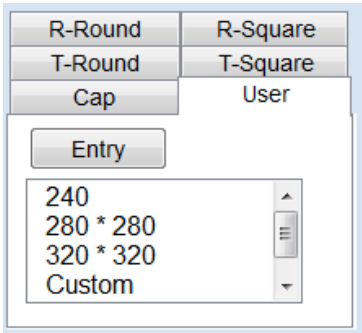 R-Round R-Square
T-Round T-Square
Cap User
Entry
240
280 * 280
320 * 320
Custom